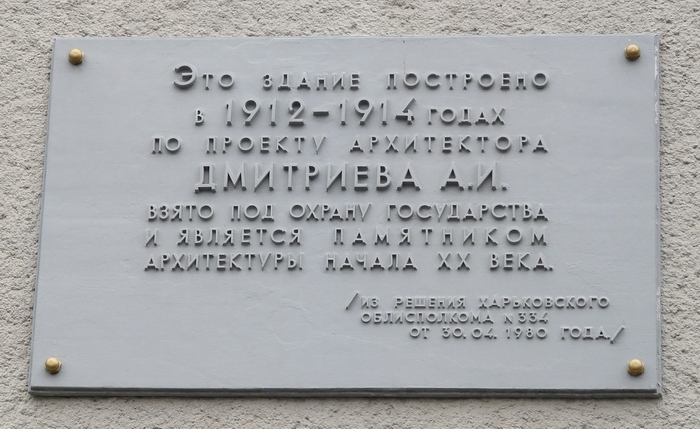 Это здание построено
в 1912-1914 годах
по проекту архитектора
ДМИТРИЕВА А.И.
взято под охрану государства
и является памятником
архитектуры начала XX века.
/из решения Харьковского
облисполкома N 334
от 30.04.1980 года/